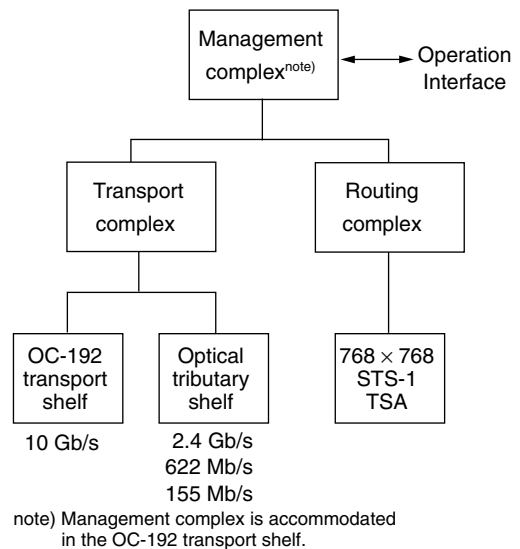 Management
complex^note)
Operation
Interface
Transport
complex
Routing
complex
OC-192
transport
shelf
Optical
tributary
shelf
768 × 768
STS-1
TSA
10 Gb/s
2.4 Gb/s
622 Mb/s
155 Mb/s
note) Management complex is accommodated
in the OC-192 transport shelf.